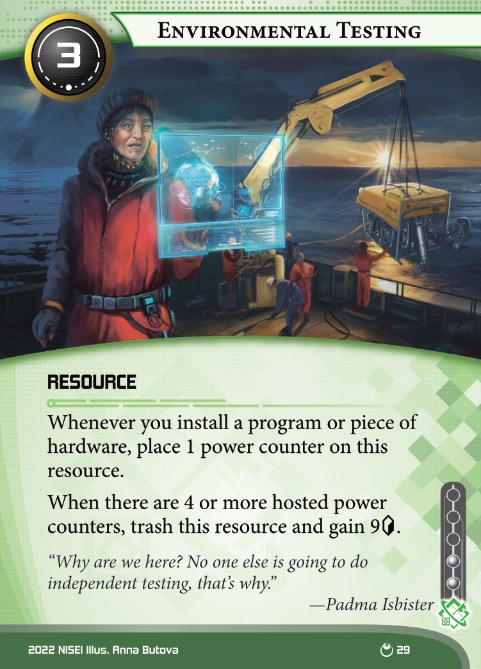 Environmental Testing
3
RESOURCE
Whenever you install a program or piece of
hardware, place 1 power counter on this
resource.
When there are 4 or more hosted power
counters, trash this resource and gain 9.
“Why are we here? No one else is going to do
independent testing, that’s why.”
—Padma Isbister
2022 NISEI Illus. Anna Butova
29